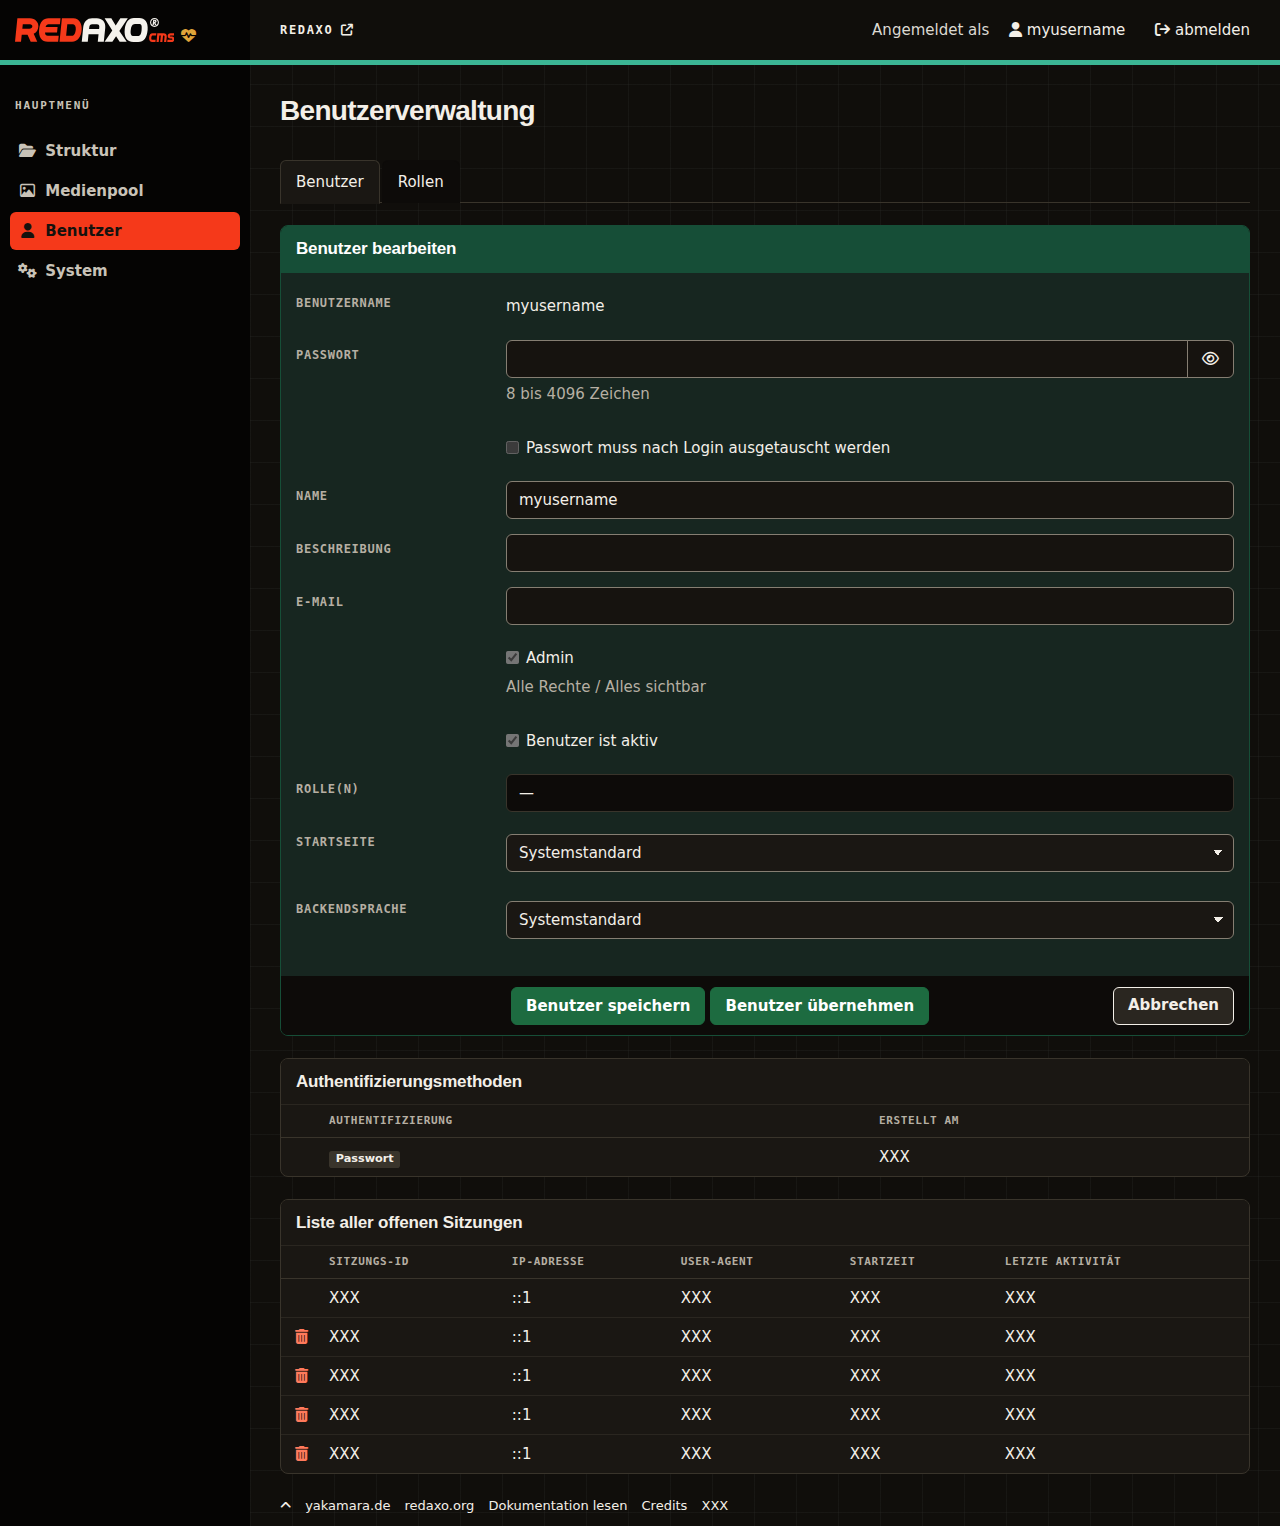 REDAXO® cms
REDAXO
Angemeldet als myusername abmelden
HAUPTMENÜ
Struktur
Medienpool
Benutzer
System
Benutzerverwaltung
Benutzer Rollen
Benutzer bearbeiten
BENUTZERNAME myusername
PASSWORT
8 bis 4096 Zeichen
Passwort muss nach Login ausgetauscht werden
NAME myusername
BESCHREIBUNG
E-MAIL
Admin
Alle Rechte / Alles sichtbar
Benutzer ist aktiv
ROLLE(N) —
STARTSEITE Systemstandard
BACKENDSPRACHE Systemstandard
Benutzer speichern Benutzer übernehmen Abbrechen
Authentifizierungsmethoden
AUTHENTIFIZIERUNG ERSTELLT AM
Passwort XXX
Liste aller offenen Sitzungen
SITZUNGS-ID IP-ADRESSE USER-AGENT STARTZEIT LETZTE AKTIVITÄT
XXX ::1 XXX XXX XXX
XXX ::1 XXX XXX XXX
XXX ::1 XXX XXX XXX
XXX ::1 XXX XXX XXX
XXX ::1 XXX XXX XXX
yakamara.de redaxo.org Dokumentation lesen Credits XXX